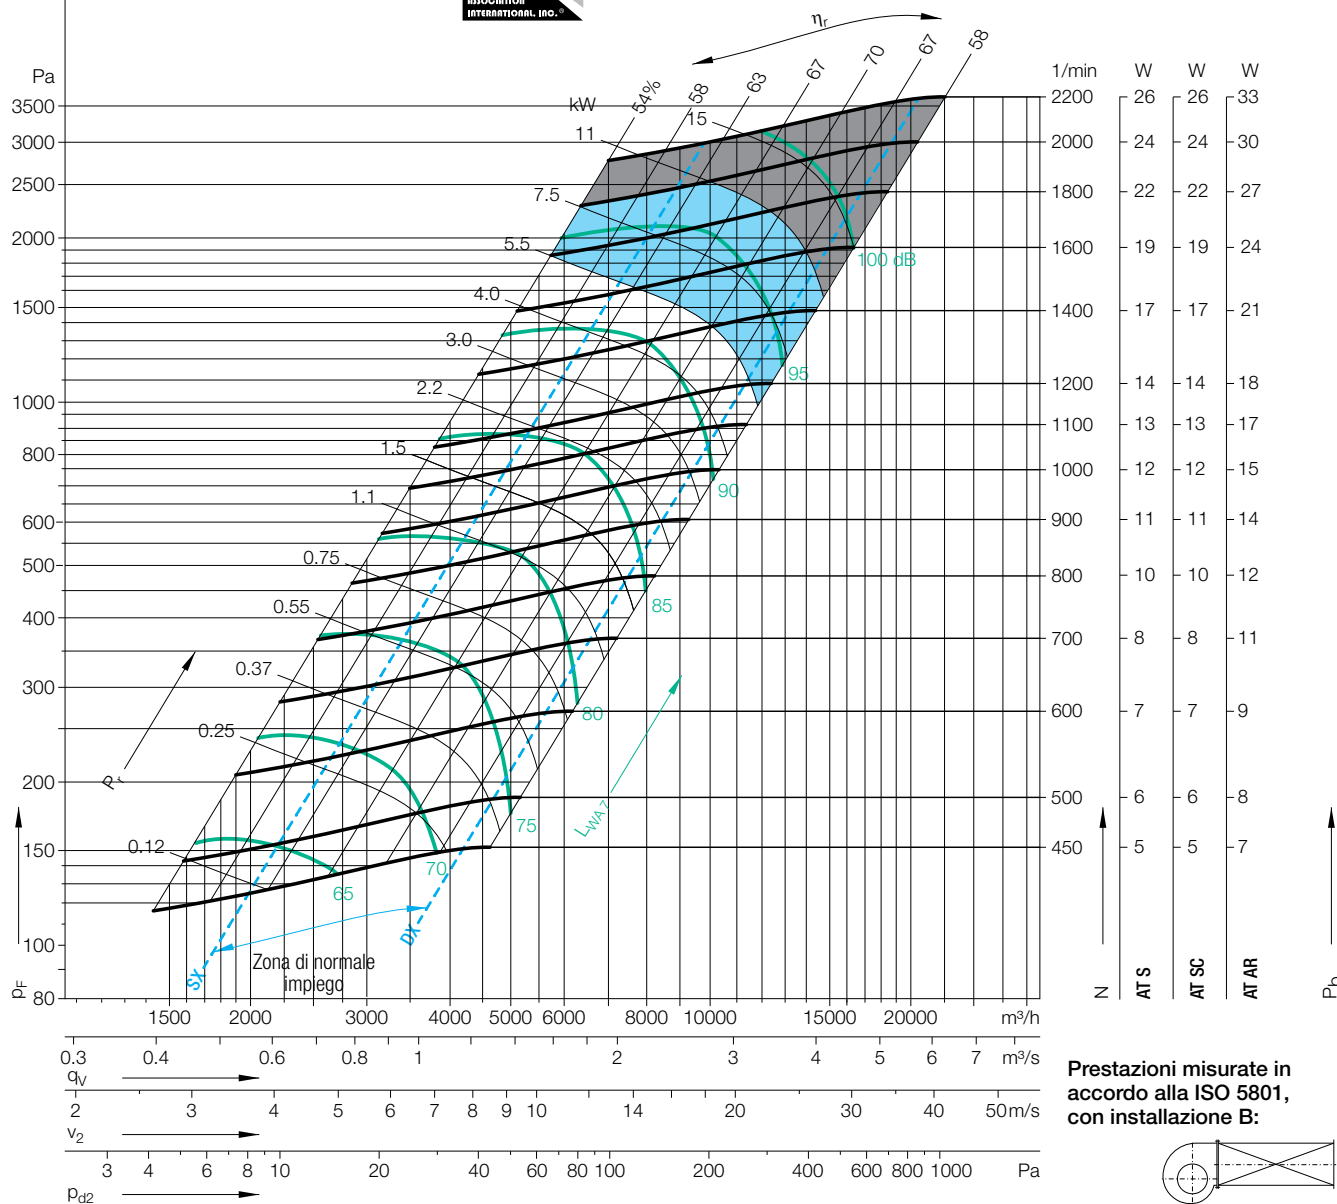 ASSOCIATION
INTERNATIONAL, INC.®
ηr
Pa
kW
54%
58
63
67
70
67
58
1/min
W
W
W
3500
3000
2500
2000
1500
1000
800
600
500
400
300
200
150
100
80
15
11
7.5
5.5
4.0
3.0
2.2
1.5
1.1
0.75
0.55
0.37
0.25
0.12
100 dB
95
90
85
80
75
70
65
2200 26 26 33
2000 24 24 30
1800 22 22 27
1600 19 19 24
1400 17 17 21
1200 14 14 18
1100 13 13 17
1000 12 12 15
900 11 11 14
800 10 10 12
700 8 8 11
600 7 7 9
500 6 6 8
450 5 5 7
Pr
LWA7
SX
DX
Zona di normale
impiego
pF
N
AT S
AT SC
AT AR
Pb
1500 2000 3000 4000 5000 6000 8000 10000 15000 20000 m³/h
0.3 0.4 0.6 0.8 1 2 3 4 5 6 7 m³/s
qV
2 3 4 5 6 7 8 9 10 14 20 30 40 50 m/s
v2
3 4 6 8 10 20 40 60 80 100 200 400 600 800 1000 Pa
pd2
Prestazioni misurate in
accordo alla ISO 5801,
con installazione B: